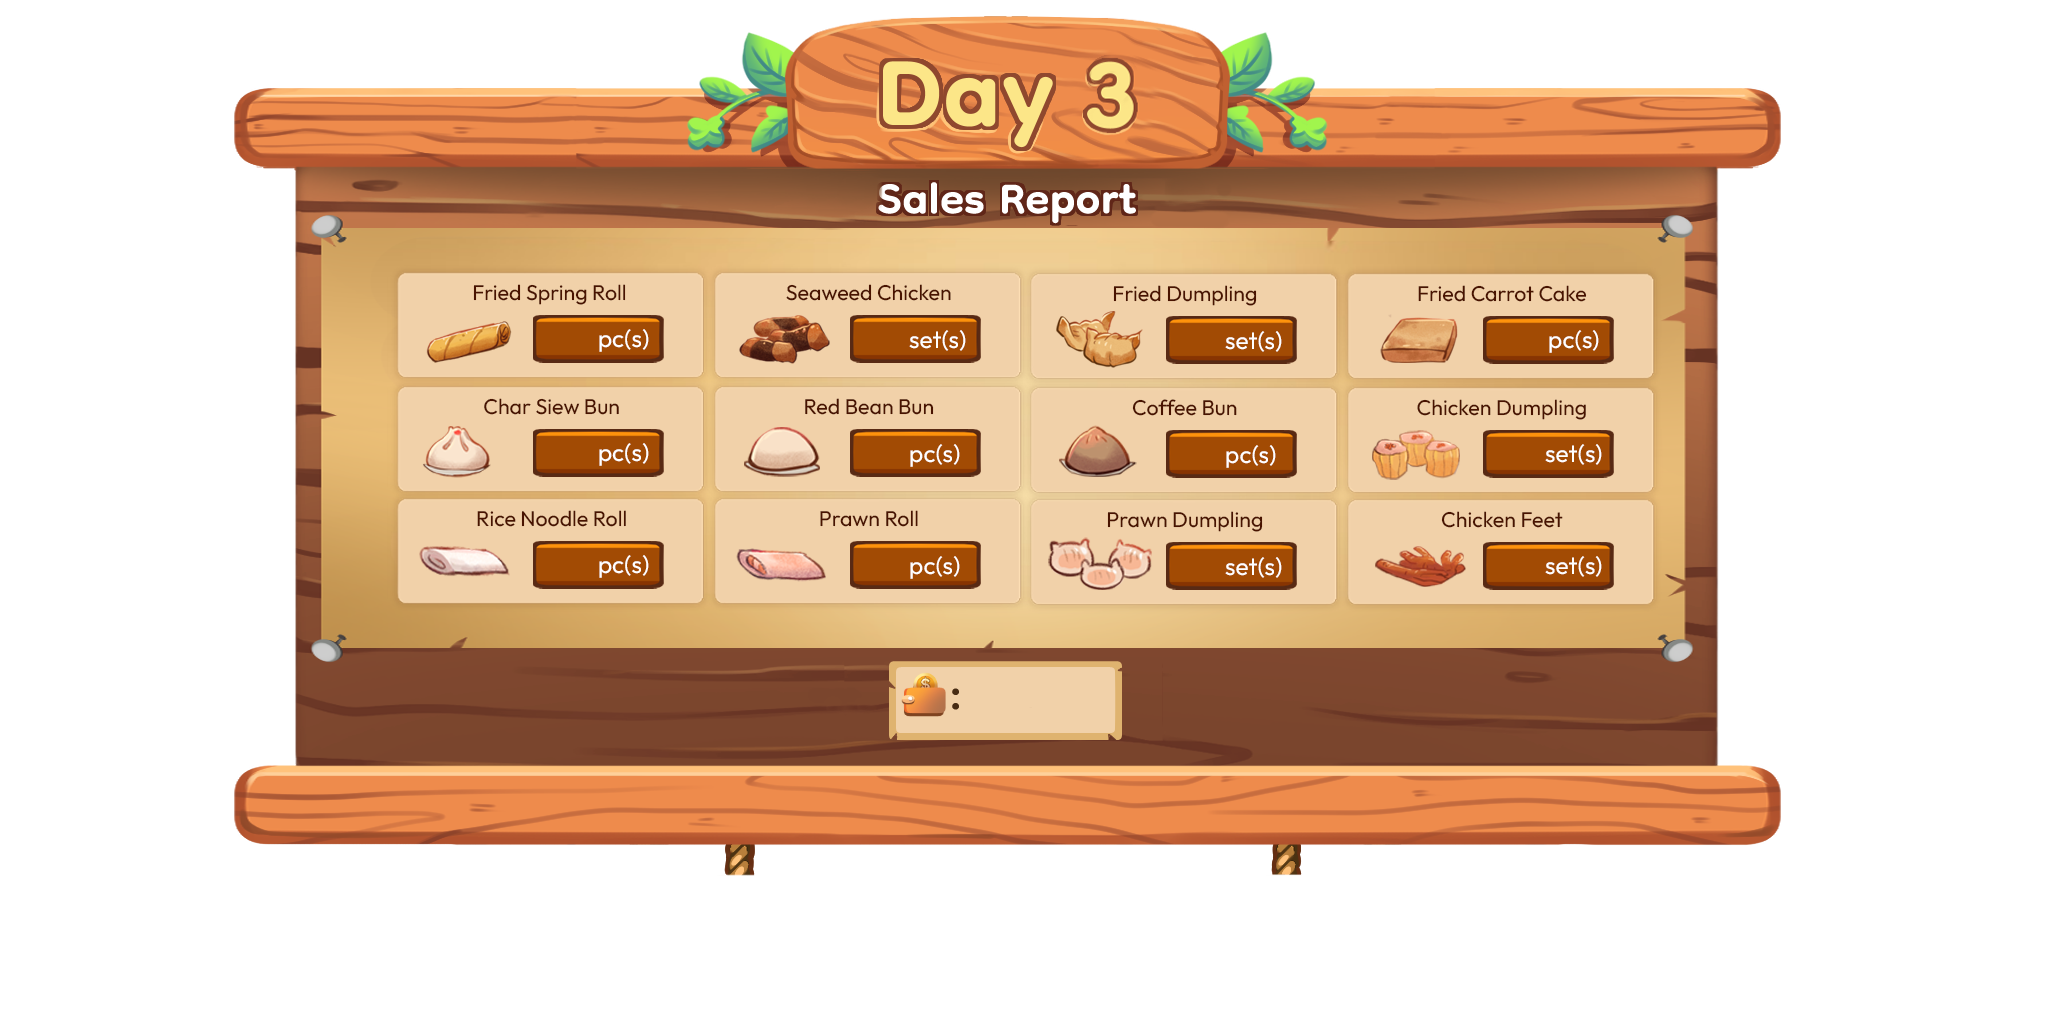 Day 3
Sales Report
Fried Spring Roll
pc(s)
Seaweed Chicken
set(s)
Fried Dumpling
set(s)
Fried Carrot Cake
pc(s)
Char Siew Bun
pc(s)
Red Bean Bun
pc(s)
Coffee Bun
pc(s)
Chicken Dumpling
set(s)
Rice Noodle Roll
pc(s)
Prawn Roll
pc(s)
Prawn Dumpling
set(s)
Chicken Feet
set(s)
$ :